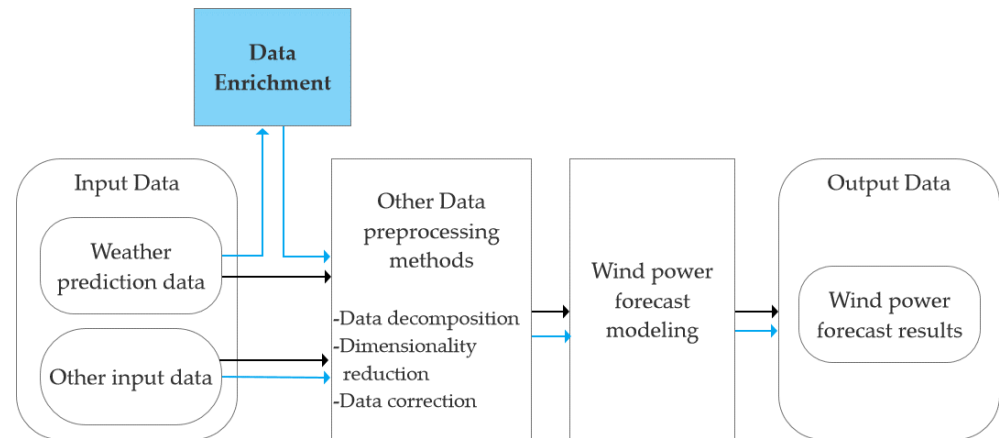 Data
Enrichment
Input Data
Weather
prediction data
Other input data
Other Data
preprocessing
methods
-Data decomposition
-Dimensionality
reduction
-Data correction
Wind power
forecast
modeling
Output Data
Wind power
forecast results